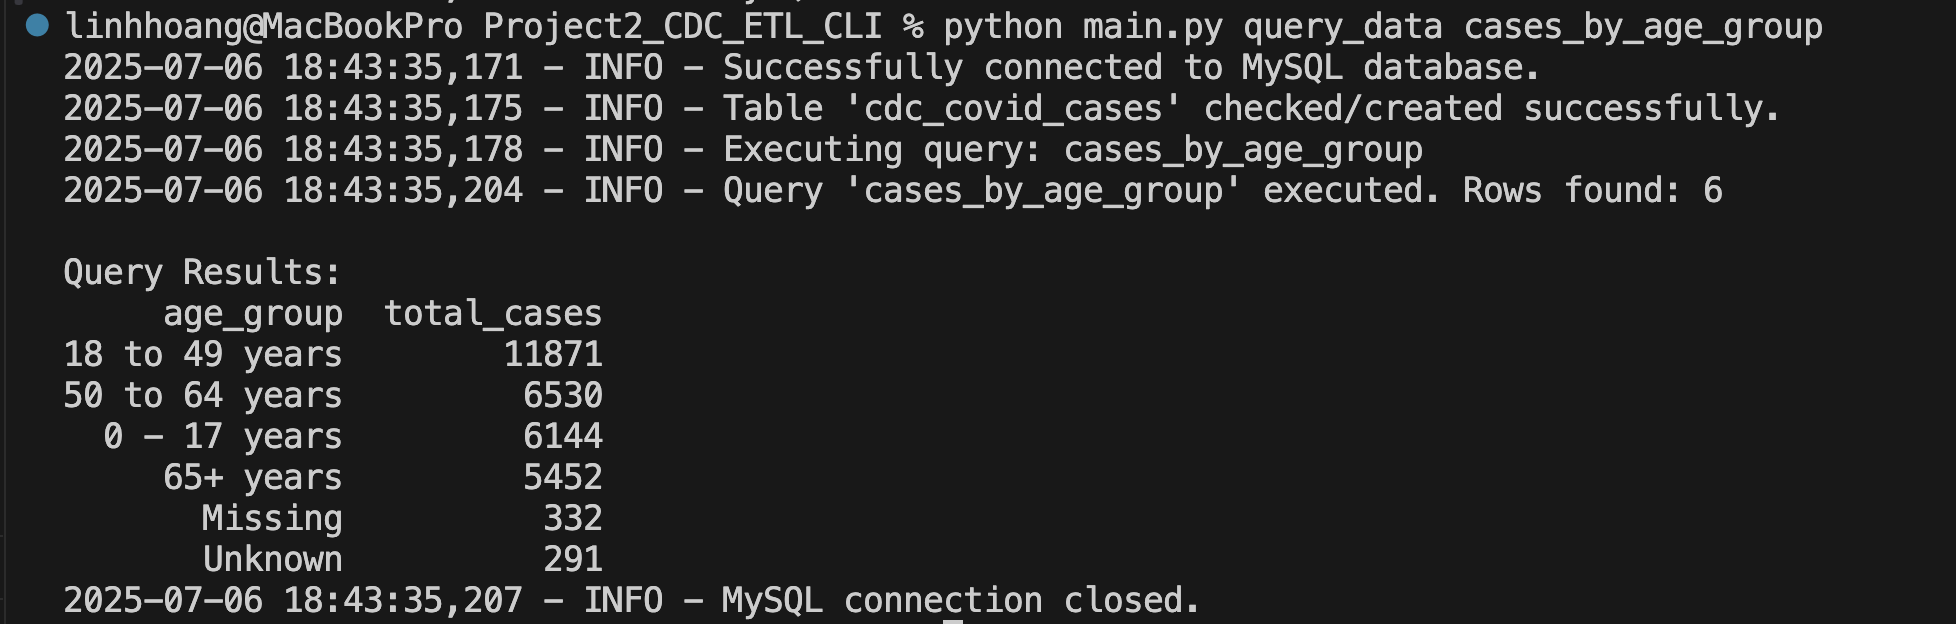 linhhoang@MacBookPro Project2_CDC_ETL_CLI % python main.py query_data cases_by_age_group
2025-07-06 18:43:35,171 - INFO - Successfully connected to MySQL database.
2025-07-06 18:43:35,175 - INFO - Table 'cdc_covid_cases' checked/created successfully.
2025-07-06 18:43:35,178 - INFO - Executing query: cases_by_age_group
2025-07-06 18:43:35,204 - INFO - Query 'cases_by_age_group' executed. Rows found: 6
Query Results:
age_group total_cases
18 to 49 years 11871
50 to 64 years 6530
0 - 17 years 6144
65+ years 5452
Missing 332
Unknown 291
2025-07-06 18:43:35,207 - INFO - MySQL connection closed.